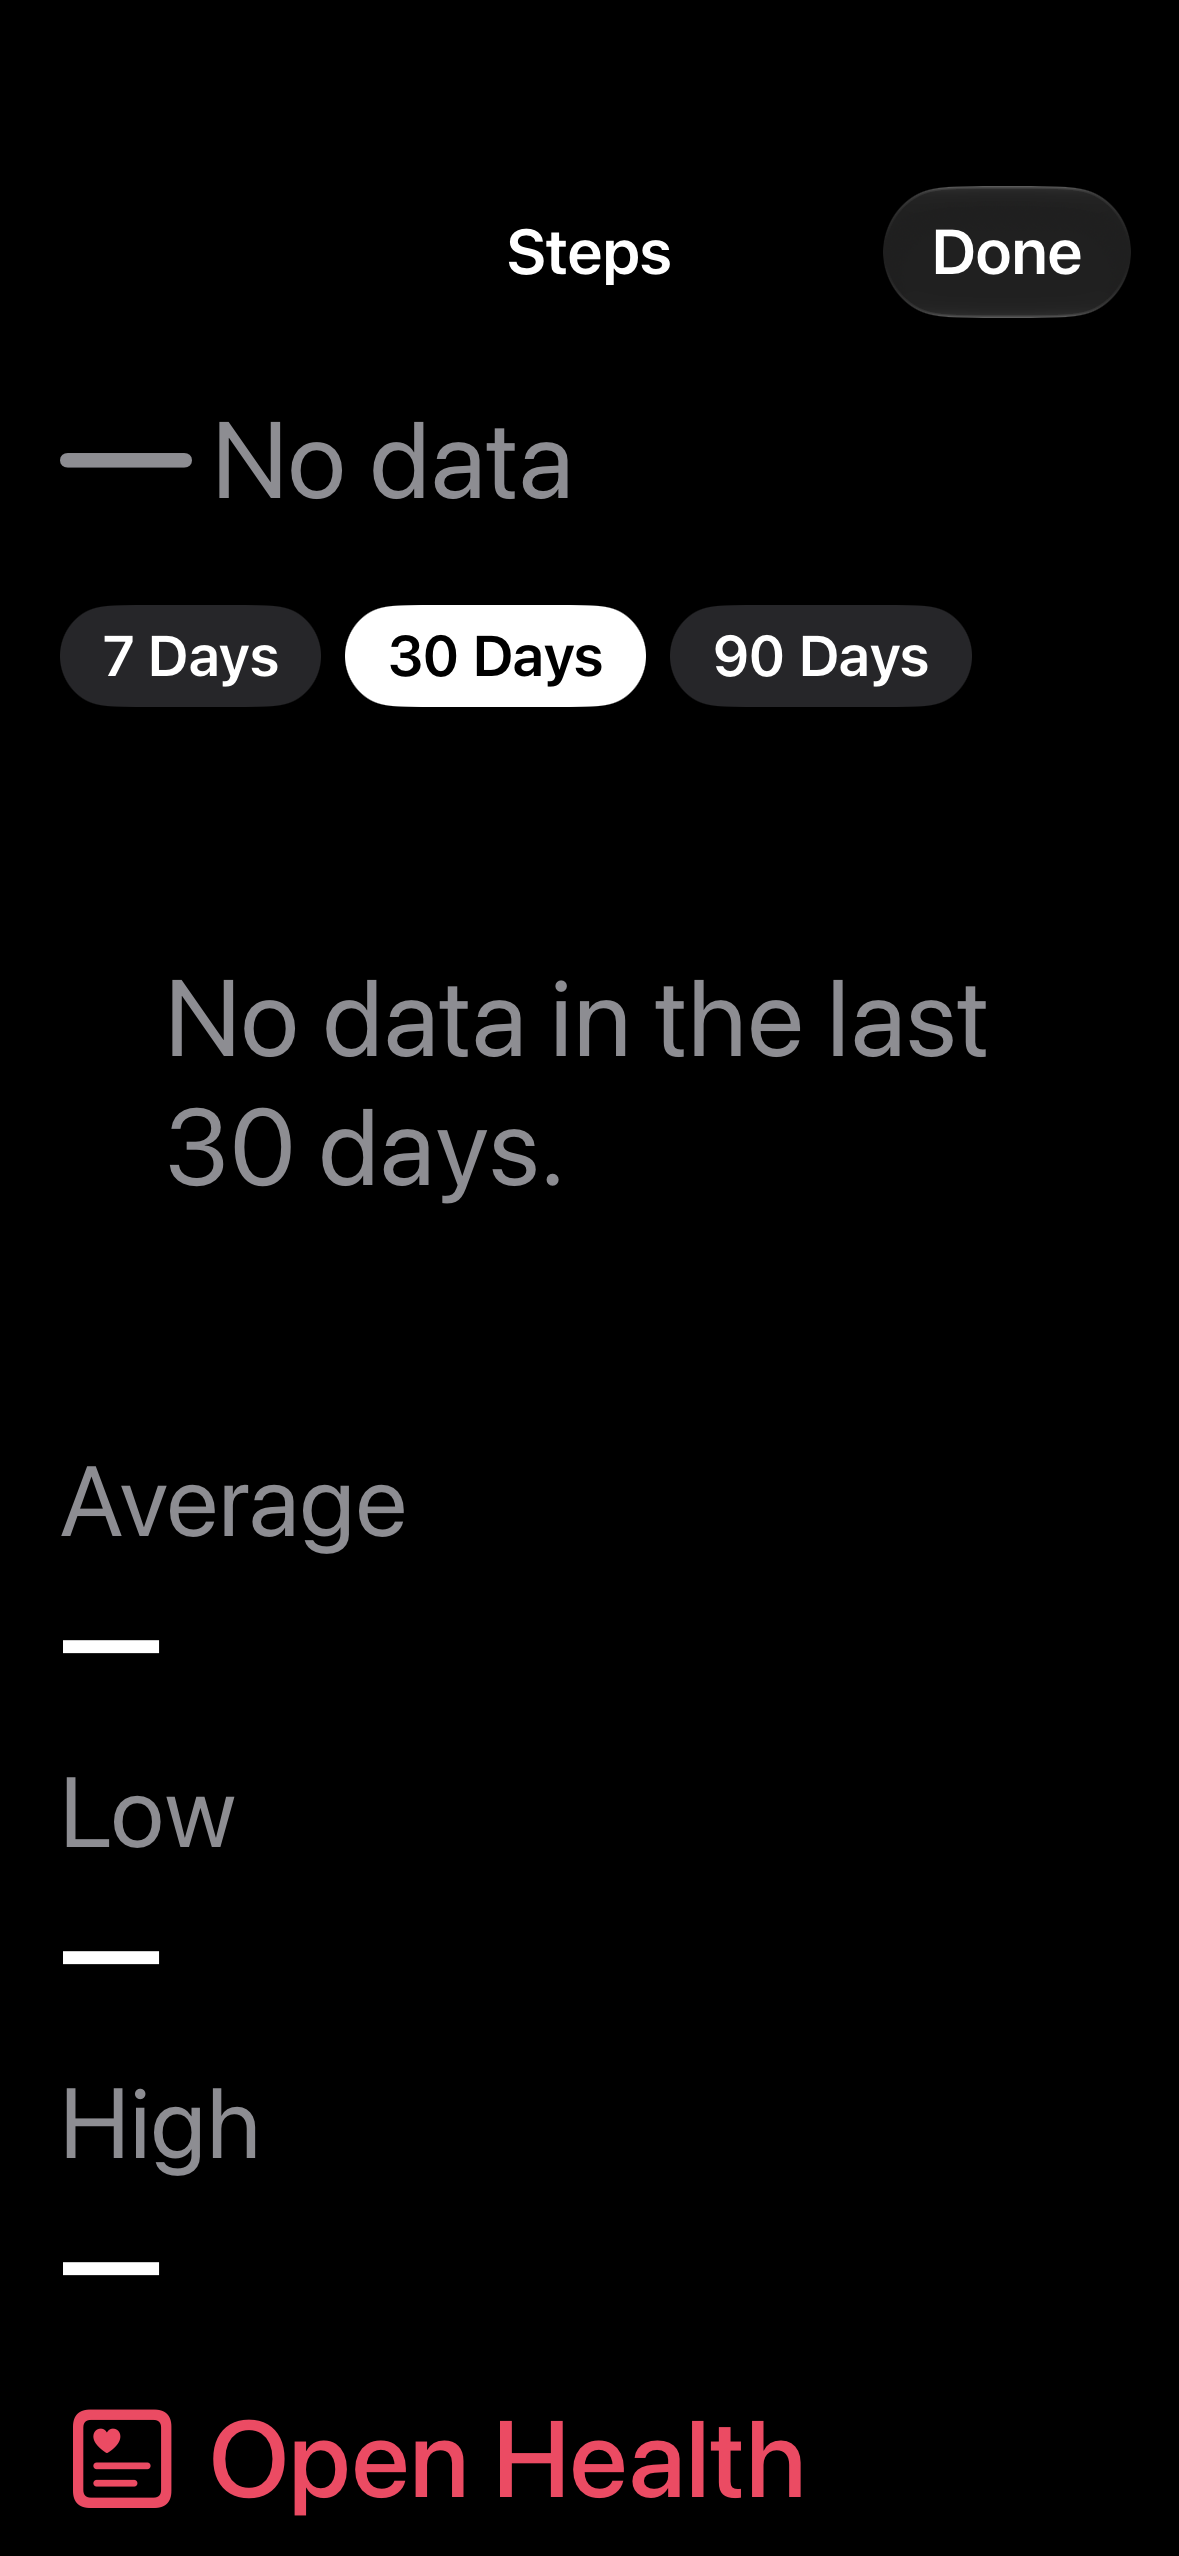 Steps
Done
No data
7 Days
30 Days
90 Days
No data in the last
30 days.
Average
—
Low
—
High
—
Open Health